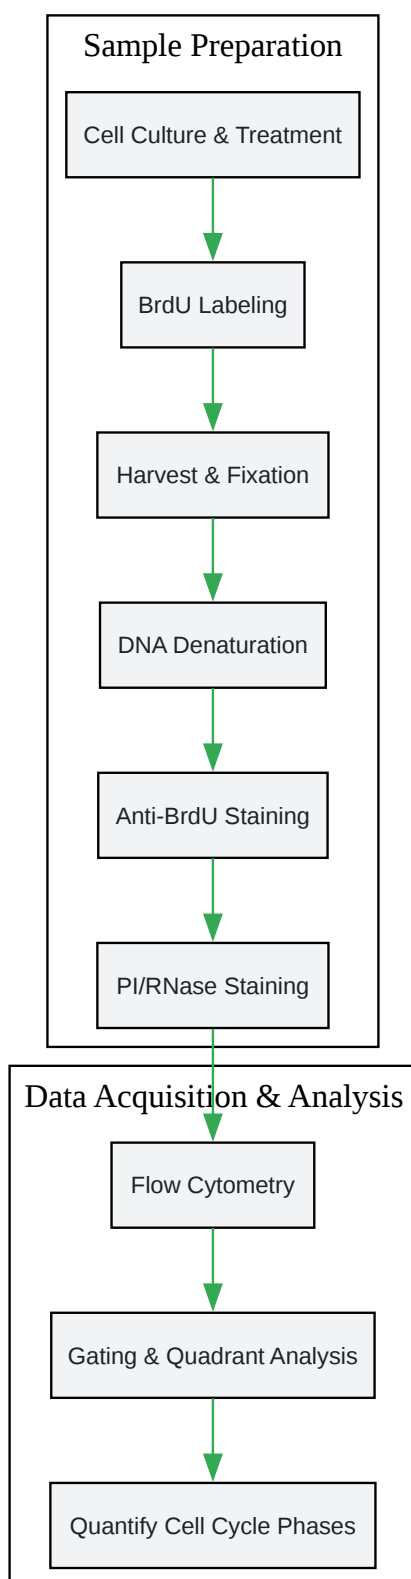 Sample Preparation
Cell Culture & Treatment
BrdU Labeling
Harvest & Fixation
DNA Denaturation
Anti-BrdU Staining
PI/RNase Staining
Data Acquisition & Analysis
Flow Cytometry
Gating & Quadrant Analysis
Quantify Cell Cycle Phases